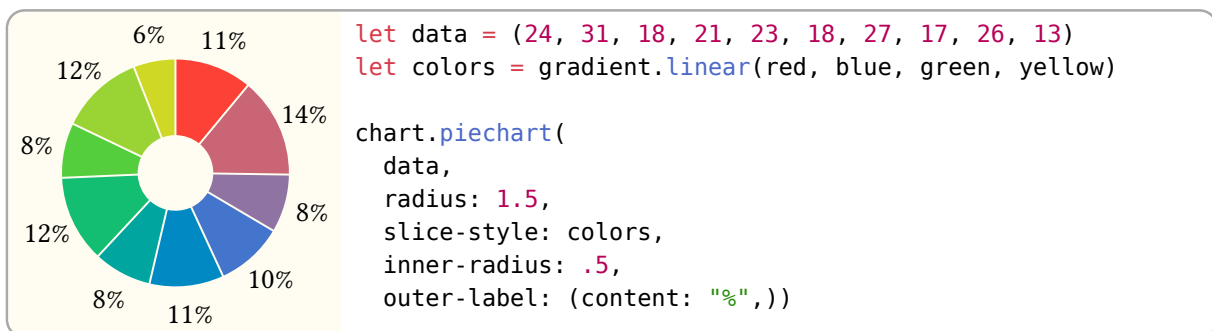 6%
11%
12%
14%
8%
8%
12%
10%
8%
11%
let data = (24, 31, 18, 21, 23, 18, 27, 17, 26, 13)
let colors = gradient.linear(red, blue, green, yellow)
chart.piechart(
  data,
  radius: 1.5,
  slice-style: colors,
  inner-radius: .5,
  outer-label: (content: "%",))